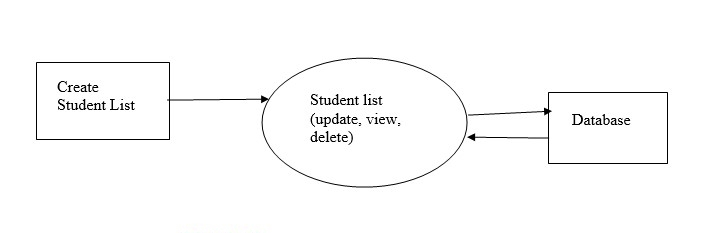 Create
Student List
Student list
(update, view,
delete)
Database